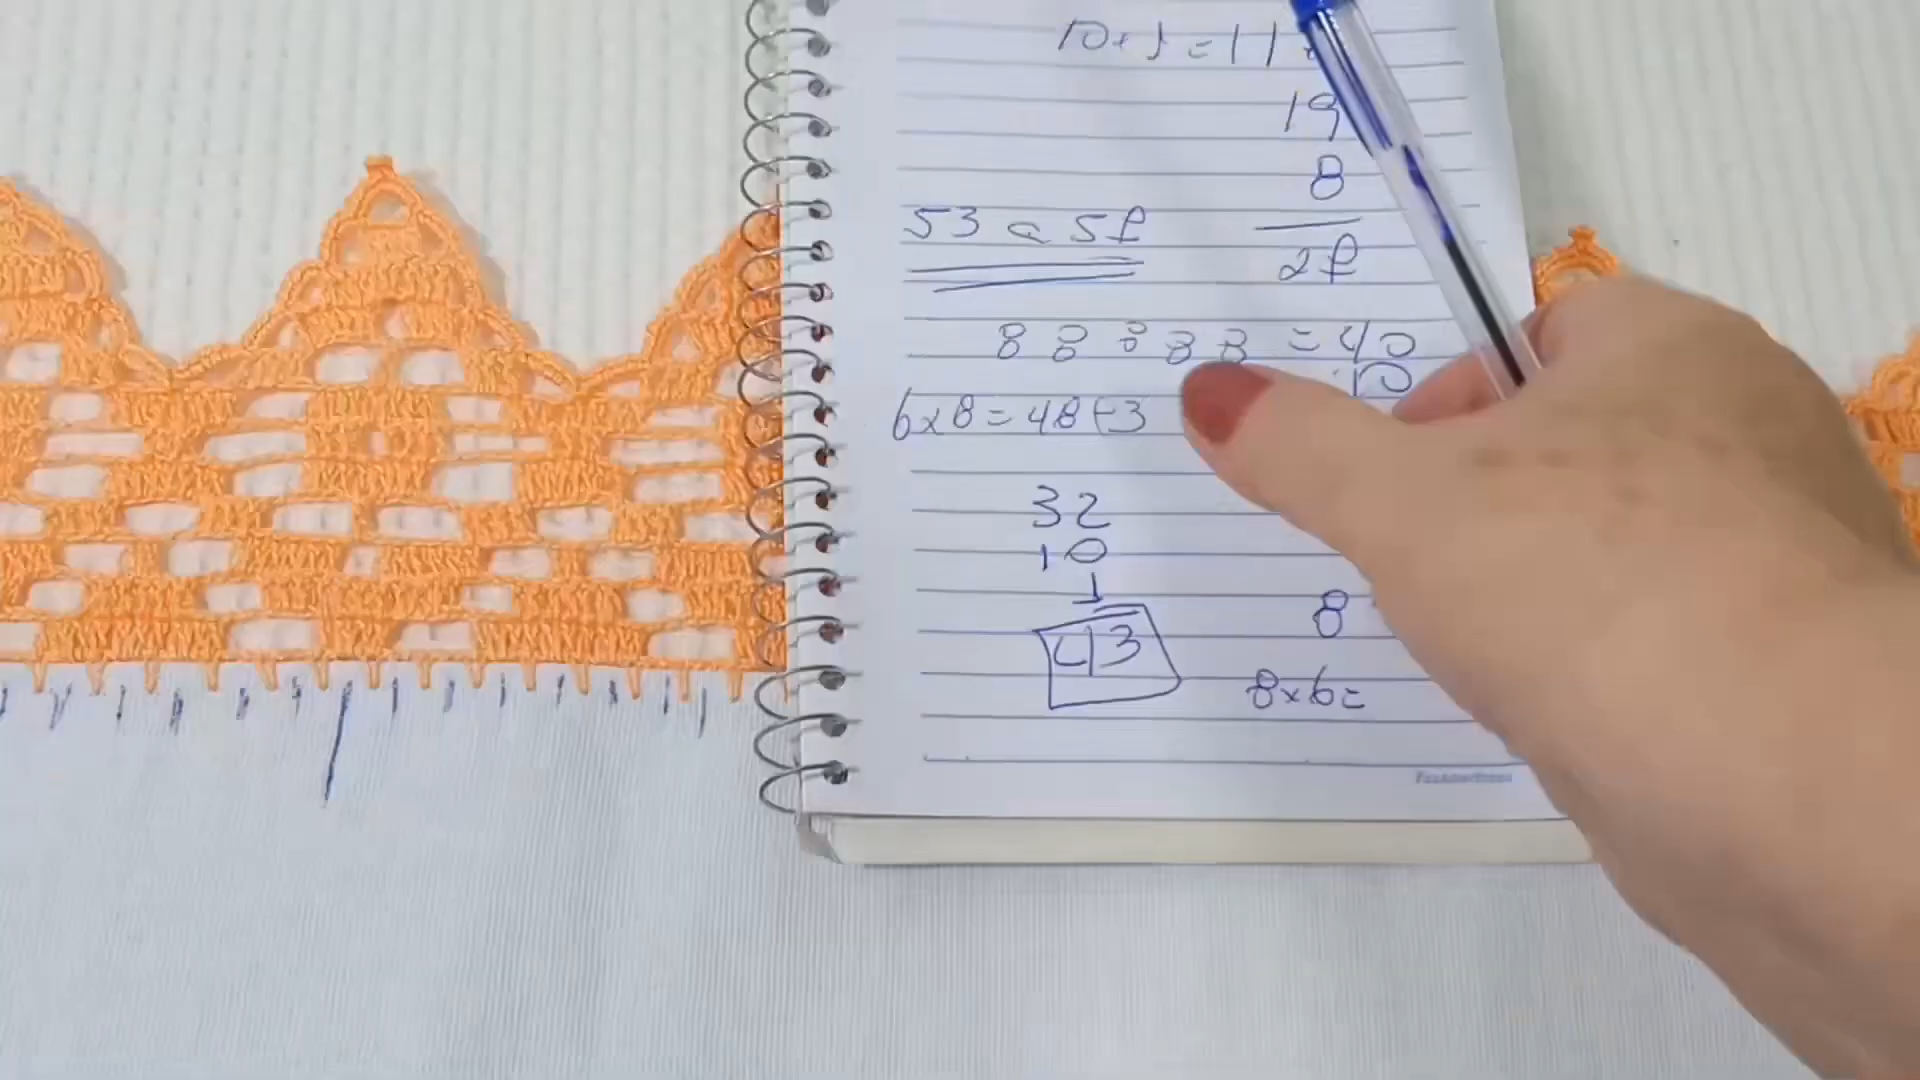 10+1=11
19
8
53 a 5f
2f
8 8 8 8 8 = 40
10
6x8=48+3
32
10
1
43
8
8x6=